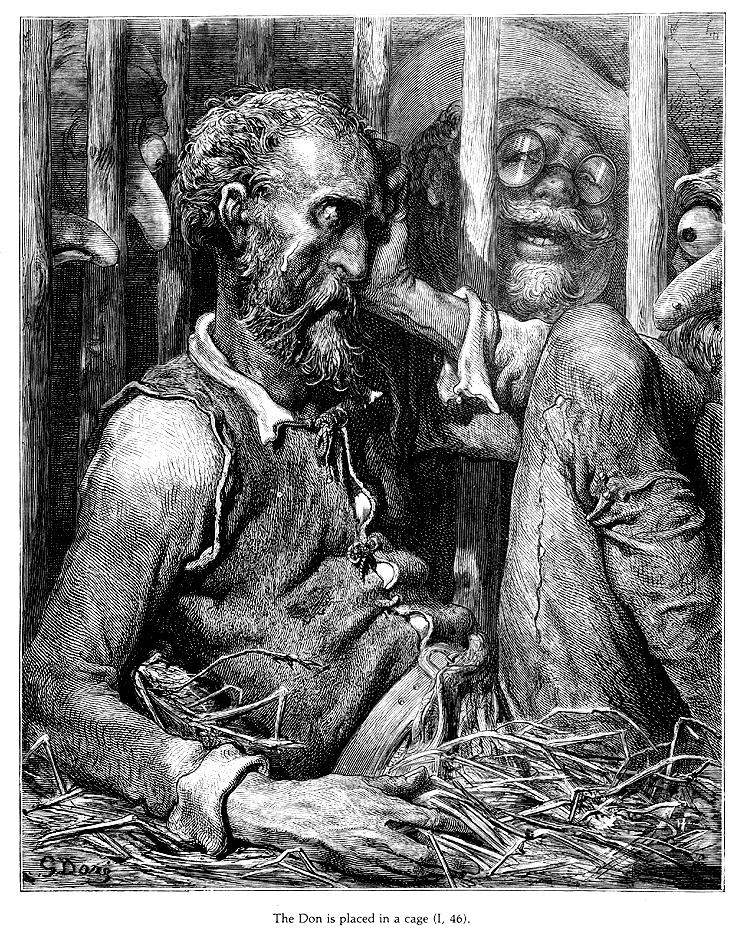 G. Doré
The Don is placed in a cage (I, 46).